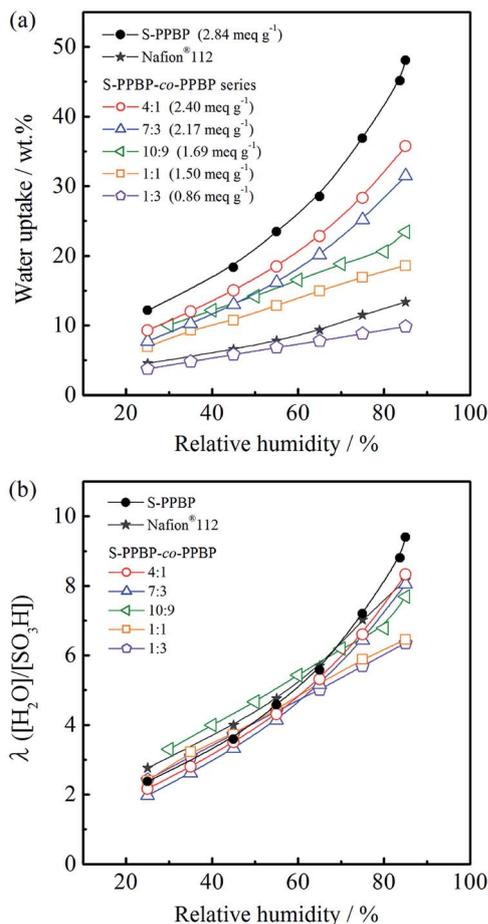 (a)
S-PPBP (2.84 meq g⁻¹)
Nafion®112
S-PPBP-co-PPBP series
4:1 (2.40 meq g⁻¹)
7:3 (2.17 meq g⁻¹)
10:9 (1.69 meq g⁻¹)
1:1 (1.50 meq g⁻¹)
1:3 (0.86 meq g⁻¹)
Water uptake / wt.%
50
40
30
20
10
0
20 40 60 80 100
Relative humidity / %
(b)
S-PPBP
Nafion®112
S-PPBP-co-PPBP
4:1
7:3
10:9
1:1
1:3
λ ([H₂O]/[SO₃H])
10
8
6
4
2
0
20 40 60 80 100
Relative humidity / %